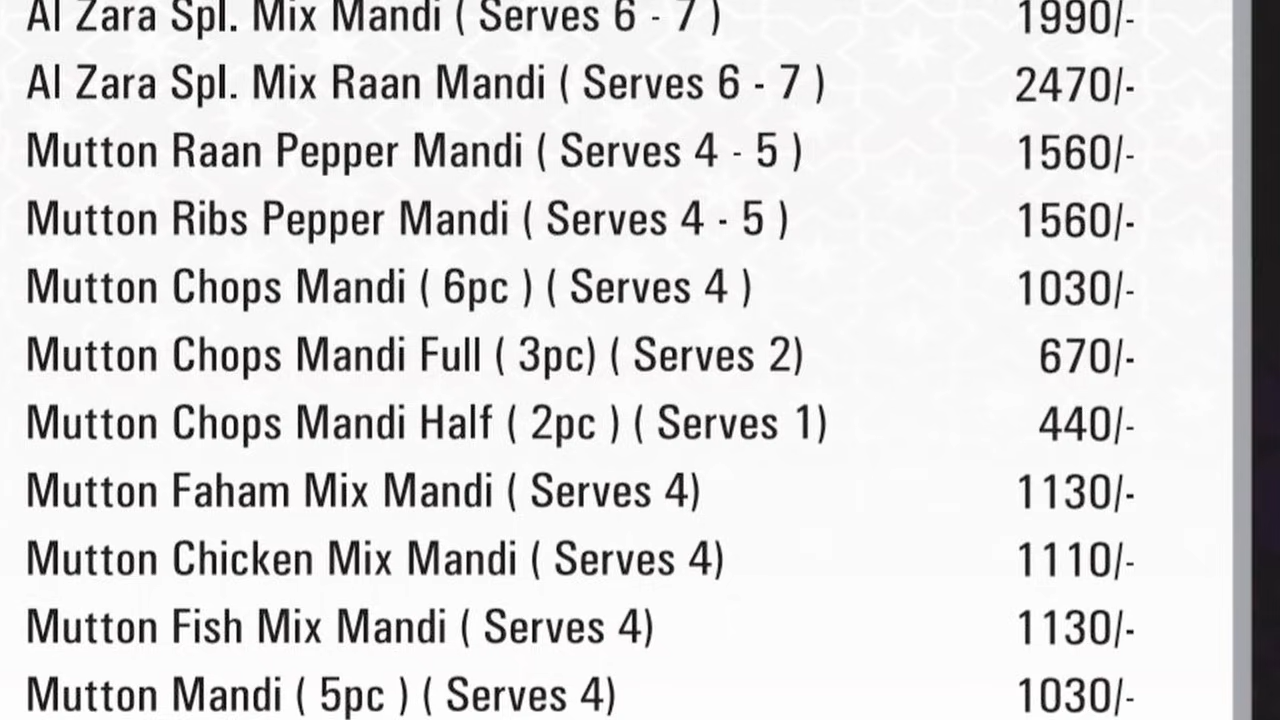 Al Zara Spl. Mix Mandi ( Serves 6 - 7 ) 1990/-
Al Zara Spl. Mix Raan Mandi ( Serves 6 - 7 ) 2470/-
Mutton Raan Pepper Mandi ( Serves 4 - 5 ) 1560/-
Mutton Ribs Pepper Mandi ( Serves 4 - 5 ) 1560/-
Mutton Chops Mandi ( 6pc ) ( Serves 4 ) 1030/-
Mutton Chops Mandi Full ( 3pc) ( Serves 2) 670/-
Mutton Chops Mandi Half ( 2pc ) ( Serves 1) 440/-
Mutton Faham Mix Mandi ( Serves 4) 1130/-
Mutton Chicken Mix Mandi ( Serves 4) 1110/-
Mutton Fish Mix Mandi ( Serves 4) 1130/-
Mutton Mandi ( 5pc ) ( Serves 4) 1030/-